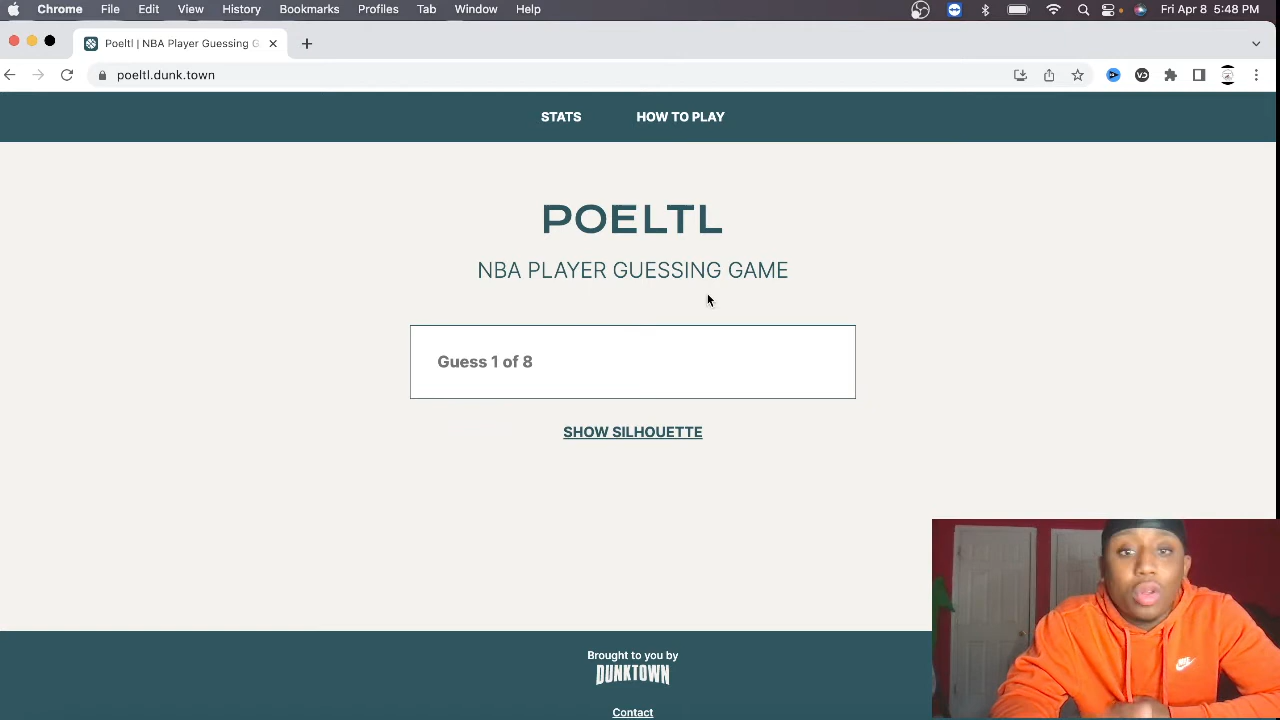 Chrome File Edit View History Bookmarks Profiles Tab Window Help Fri Apr 8 5:48 PM
Poeltl | NBA Player Guessing G
poeltl.dunk.town
STATS HOW TO PLAY
POELTL
NBA PLAYER GUESSING GAME
Guess 1 of 8
SHOW SILHOUETTE
Brought to you by
DUNKTOWN
Contact